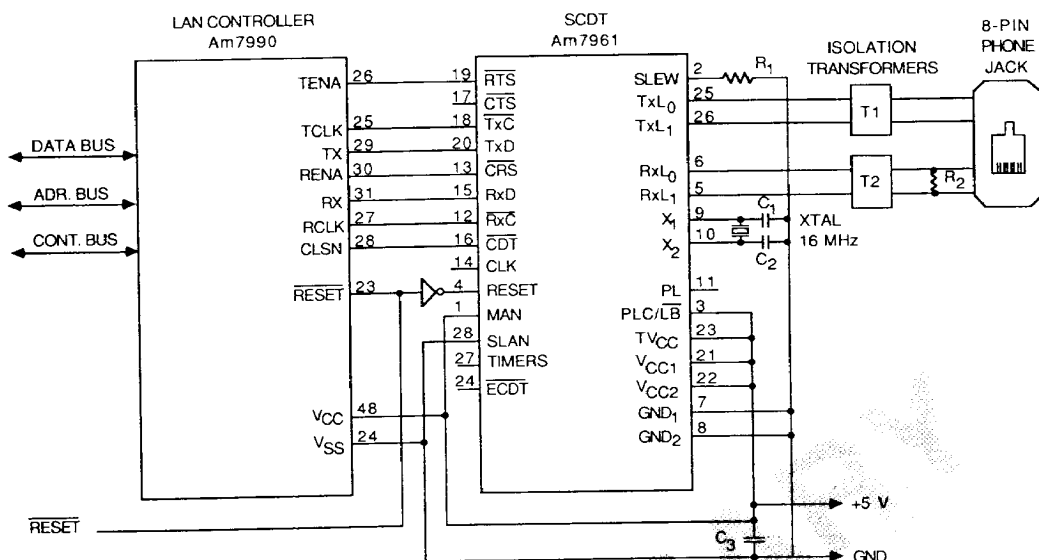 LAN CONTROLLER
Am7990
SCDT
Am7961
8-PIN
PHONE
JACK
ISOLATION
TRANSFORMERS
DATA BUS
ADR. BUS
CONT. BUS
TENA 26
TCLK 25
TX 29
RENA 30
RX 31
RCLK 27
CLSN 28
RESET 23
VCC 48
VSS 24
19 RTS
17 CTS
18 TxC
20 TxD
13 CRS
15 RxD
12 RxC
16 CDT
14 CLK
4 RESET
1 MAN
28 SLAN
27 TIMERS
24 ECDT
SLEW 2
R1
TxL0 25
TxL1 26
T1
RxL0 6
RxL1 5
T2
R2
X1 9
C1
X2 10
C2
XTAL
16 MHz
PL 11
PLC/LB 3
TVCC 23
VCC1 21
VCC2 22
GND1 7
GND2 8
+5 V
C3
GND
RESET